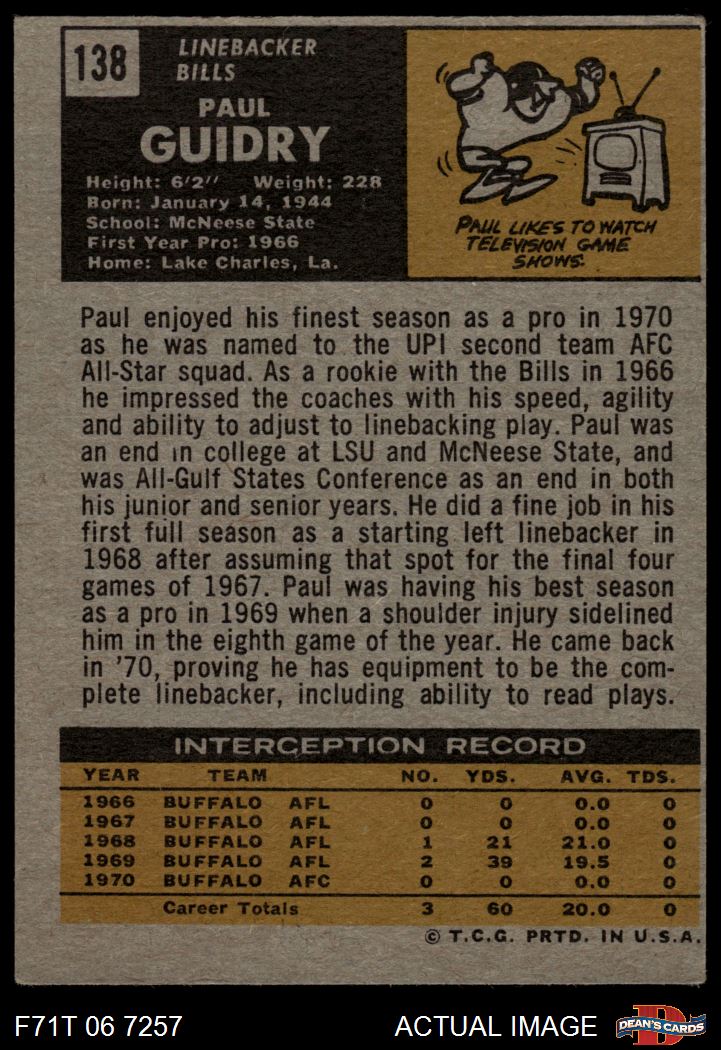 138
LINEBACKER
BILLS
PAUL
GUIDRY
Height: 6'2" Weight: 228
Born: January 14, 1944
School: McNeese State
First Year Pro: 1966
Home: Lake Charles, La.
PAUL LIKES TO WATCH
TELEVISION GAME
SHOWS.
Paul enjoyed his finest season as a pro in 1970
as he was named to the UPI second team AFC
All-Star squad. As a rookie with the Bills in 1966
he impressed the coaches with his speed, agility
and ability to adjust to linebacking play. Paul was
an end in college at LSU and McNeese State, and
was All-Gulf States Conference as an end in both
his junior and senior years. He did a fine job in his
first full season as a starting left linebacker in
1968 after assuming that spot for the final four
games of 1967. Paul was having his best season
as a pro in 1969 when a shoulder injury sidelined
him in the eighth game of the year. He came back
in '70, proving he has equipment to be the com-
plete linebacker, including ability to read plays.
INTERCEPTION RECORD
YEAR TEAM NO. YDS. AVG. TDS.
1966 BUFFALO AFL 0 0 0.0 0
1967 BUFFALO AFL 0 0 0.0 0
1968 BUFFALO AFL 1 21 21.0 0
1969 BUFFALO AFL 2 39 19.5 0
1970 BUFFALO AFC 0 0 0.0 0
Career Totals 3 60 20.0 0
© T.C.G. PRTD. IN U.S.A.
F71T 06 7257 ACTUAL IMAGE D DEAN'S CARDS